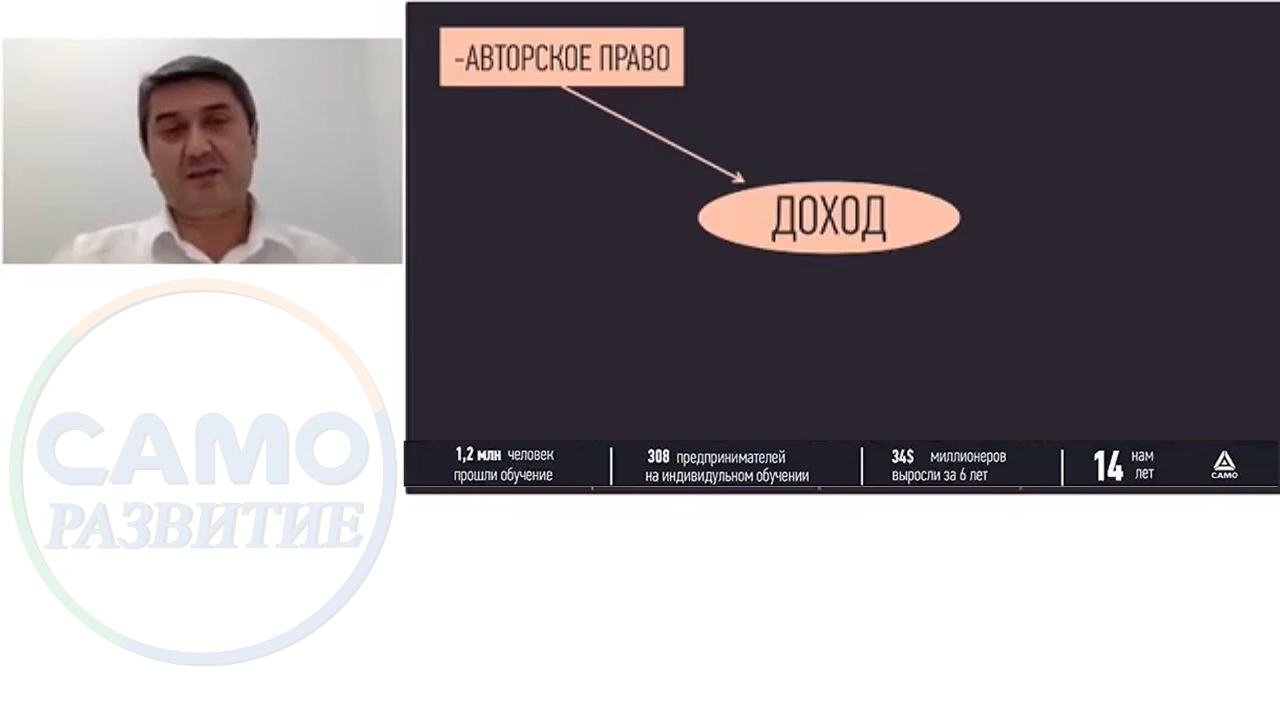 -АВТОРСКОЕ ПРАВО
ДОХОД
САМО
РАЗВИТИЕ
1,2 млн человек
прошли обучение
308 предпринимателей
на индивидульном обучении
34$ миллионеров
выросли за 6 лет
14 нам
лет
САМО